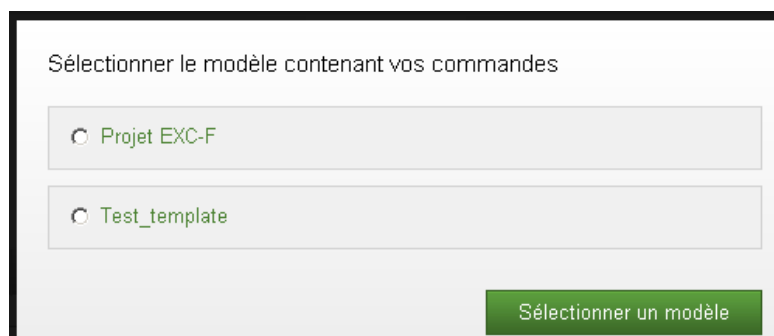 Sélectionner le modèle contenant vos commandes
Projet EXC-F
Test_template
Sélectionner un modèle